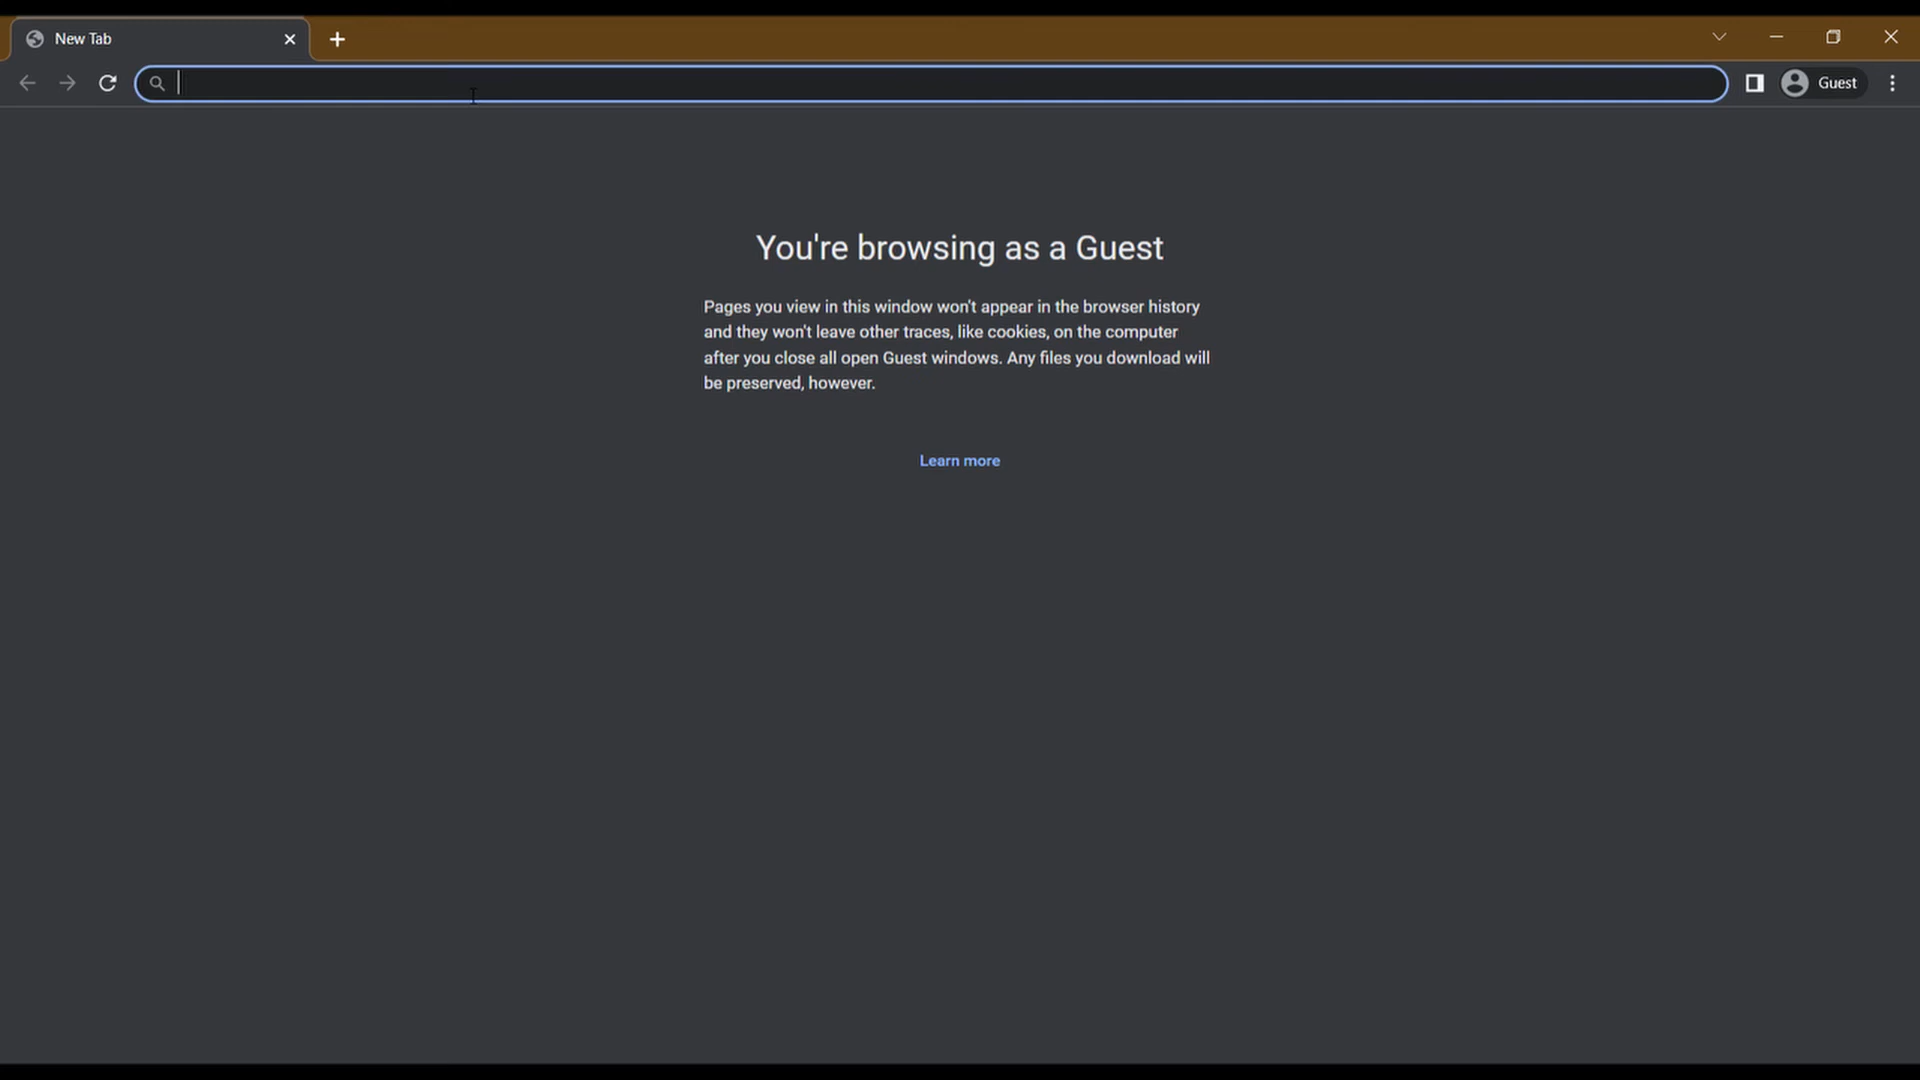 New Tab
Guest
You're browsing as a Guest
Pages you view in this window won't appear in the browser history
and they won't leave other traces, like cookies, on the computer
after you close all open Guest windows. Any files you download will
be preserved, however.
Learn more